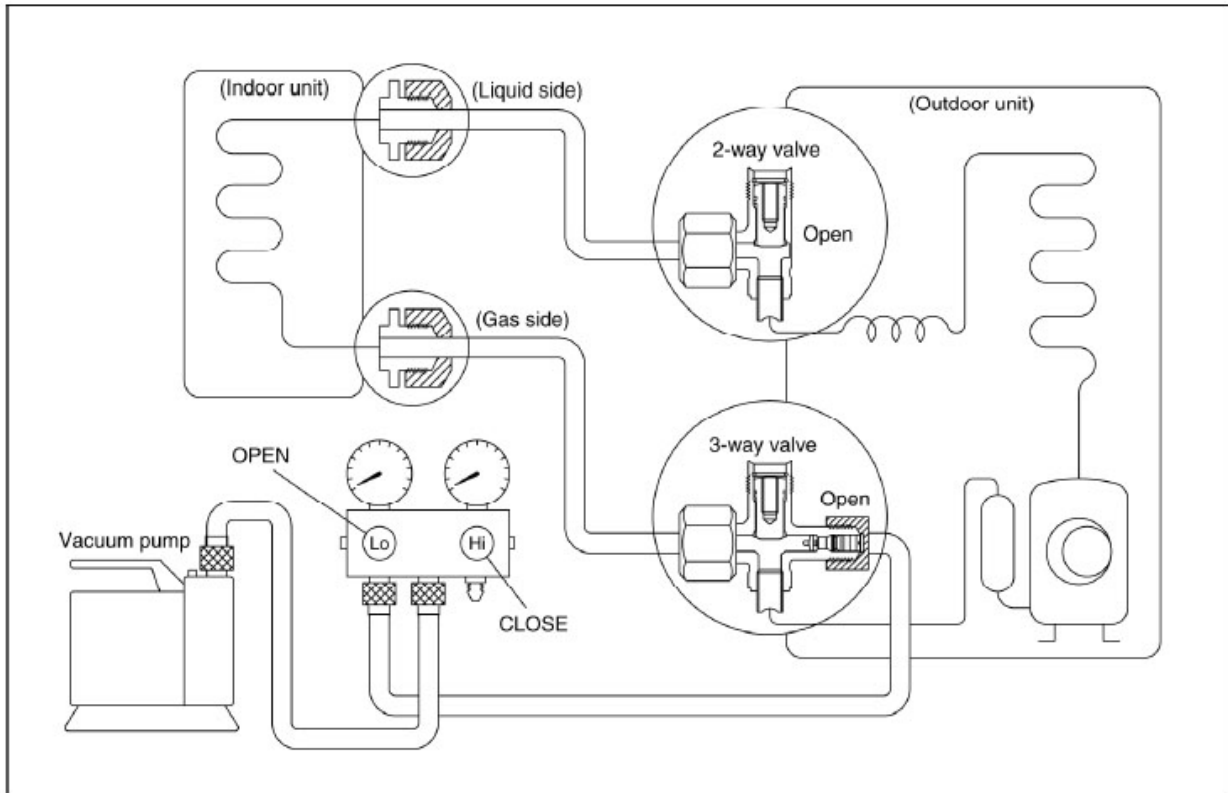 (Indoor unit)
(Liquid side)
(Outdoor unit)
2-way valve
Open
(Gas side)
3-way valve
Open
OPEN
Lo
Hi
CLOSE
Vacuum pump